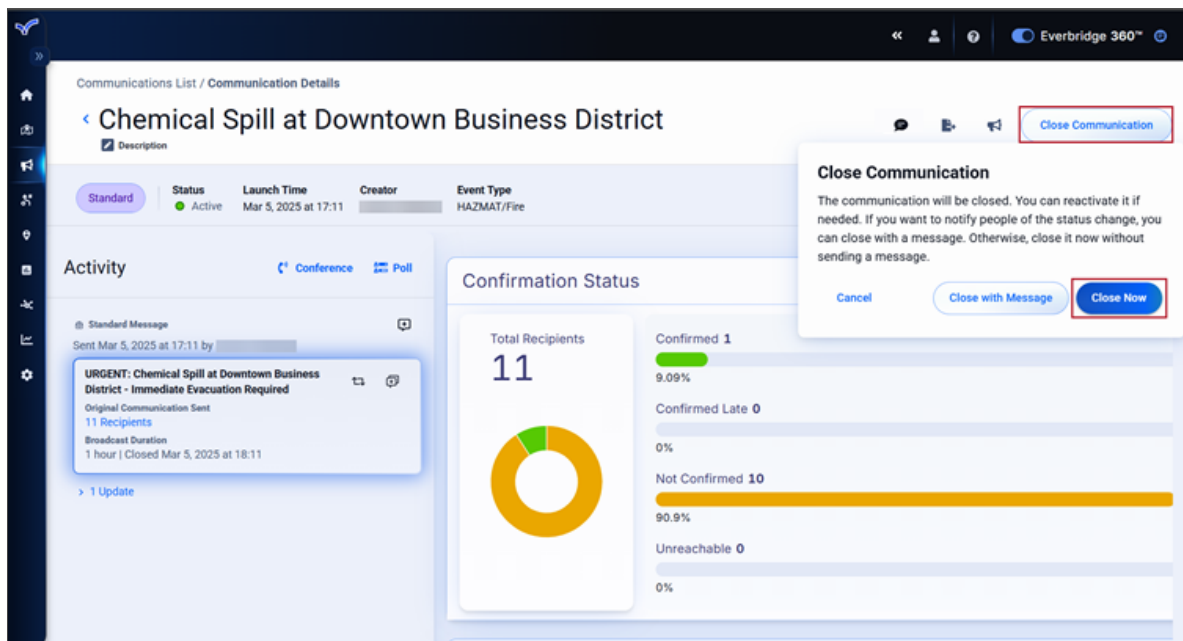 Everbridge 360™
Communications List / Communication Details
Chemical Spill at Downtown Business District
Description
Close Communication
Close Communication
The communication will be closed. You can reactivate it if
needed. If you want to notify people of the status change, you
can close with a message. Otherwise, close it now without
sending a message.
Cancel
Close with Message
Close Now
Standard
Status
Active
Launch Time
Mar 5, 2025 at 17:11
Creator
Event Type
HAZMAT/Fire
Activity
Conference
Poll
Standard Message
Sent Mar 5, 2025 at 17:11 by
URGENT: Chemical Spill at Downtown Business
District - Immediate Evacuation Required
Original Communication Sent
11 Recipients
Broadcast Duration
1 hour | Closed Mar 5, 2025 at 18:11
1 Update
Confirmation Status
Total Recipients
11
Confirmed 1
9.09%
Confirmed Late 0
0%
Not Confirmed 10
90.9%
Unreachable 0
0%